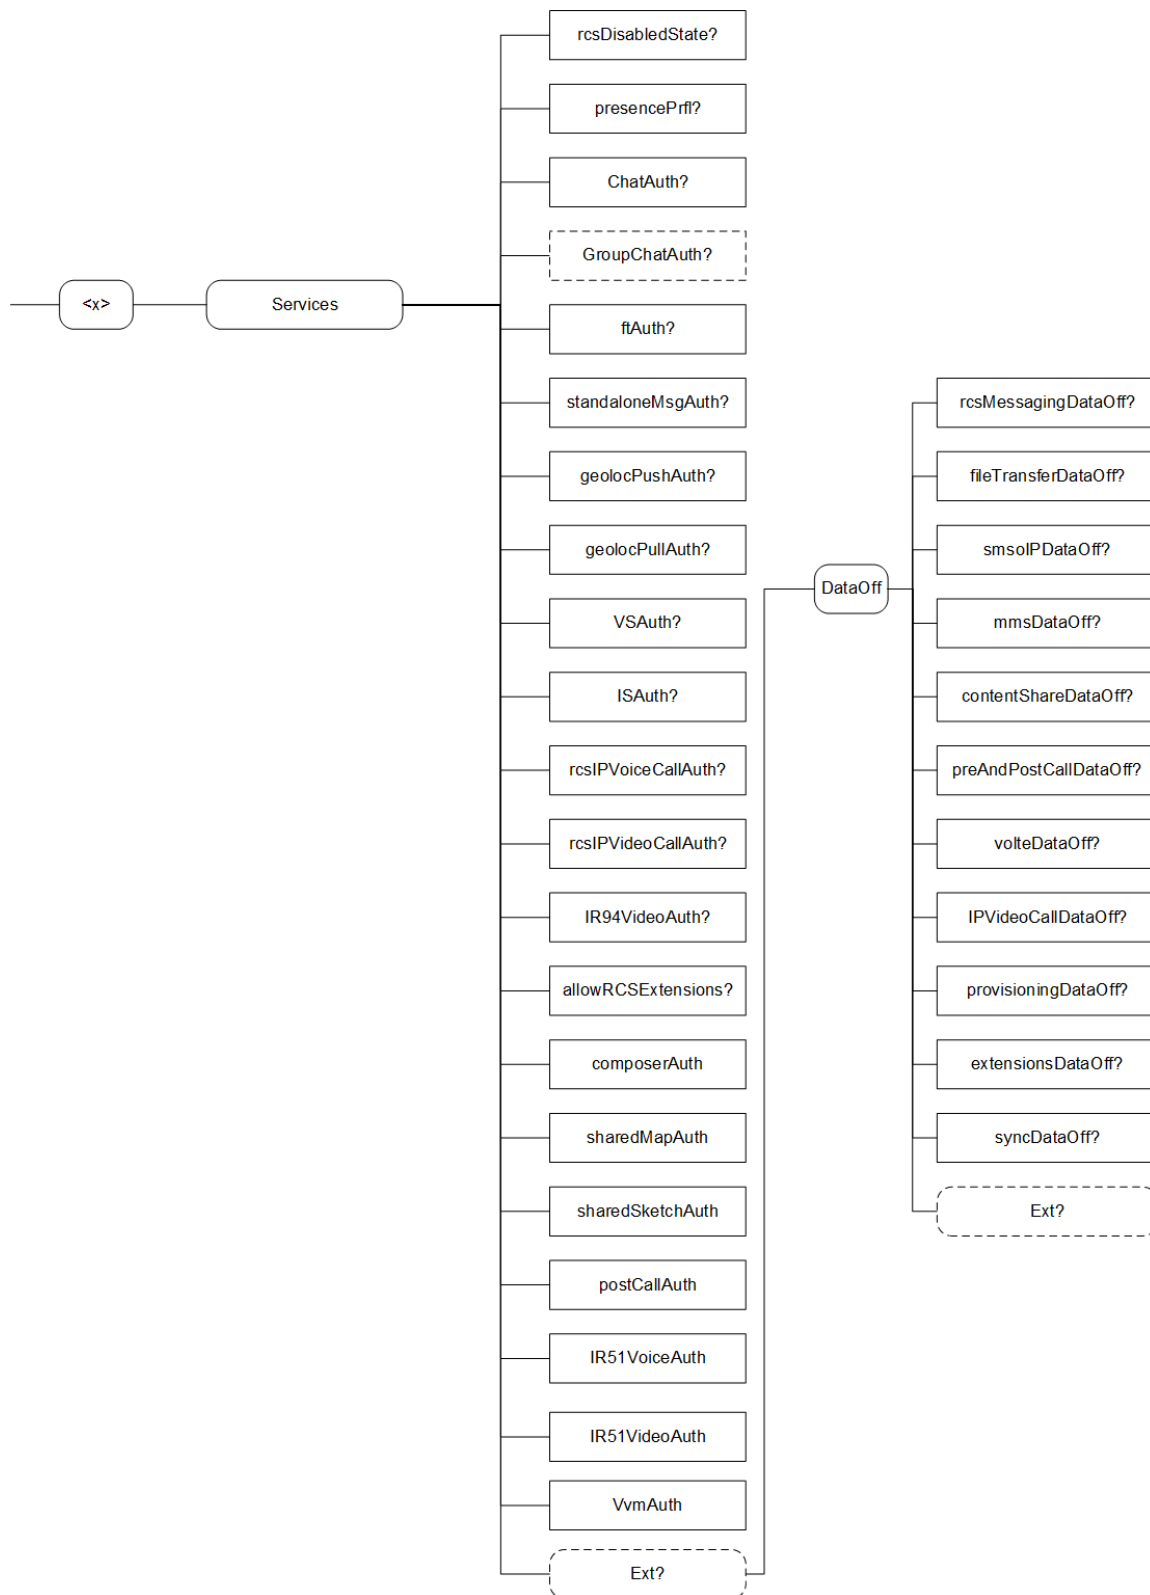 <x>
Services
rcsDisabledState?
presencePrfl?
ChatAuth?
GroupChatAuth?
ftAuth?
standaloneMsgAuth?
geolocPushAuth?
geolocPullAuth?
VSAuth?
ISAuth?
rcsIPVoiceCallAuth?
rcsIPVideoCallAuth?
IR94VideoAuth?
allowRCSExtensions?
composerAuth
sharedMapAuth
sharedSketchAuth
postCallAuth
IR51VoiceAuth
IR51VideoAuth
VvmAuth
Ext?
DataOff
rcsMessagingDataOff?
fileTransferDataOff?
smsoIPDataOff?
mmsDataOff?
contentShareDataOff?
preAndPostCallDataOff?
volteDataOff?
IPVideoCallDataOff?
provisioningDataOff?
extensionsDataOff?
syncDataOff?
Ext?